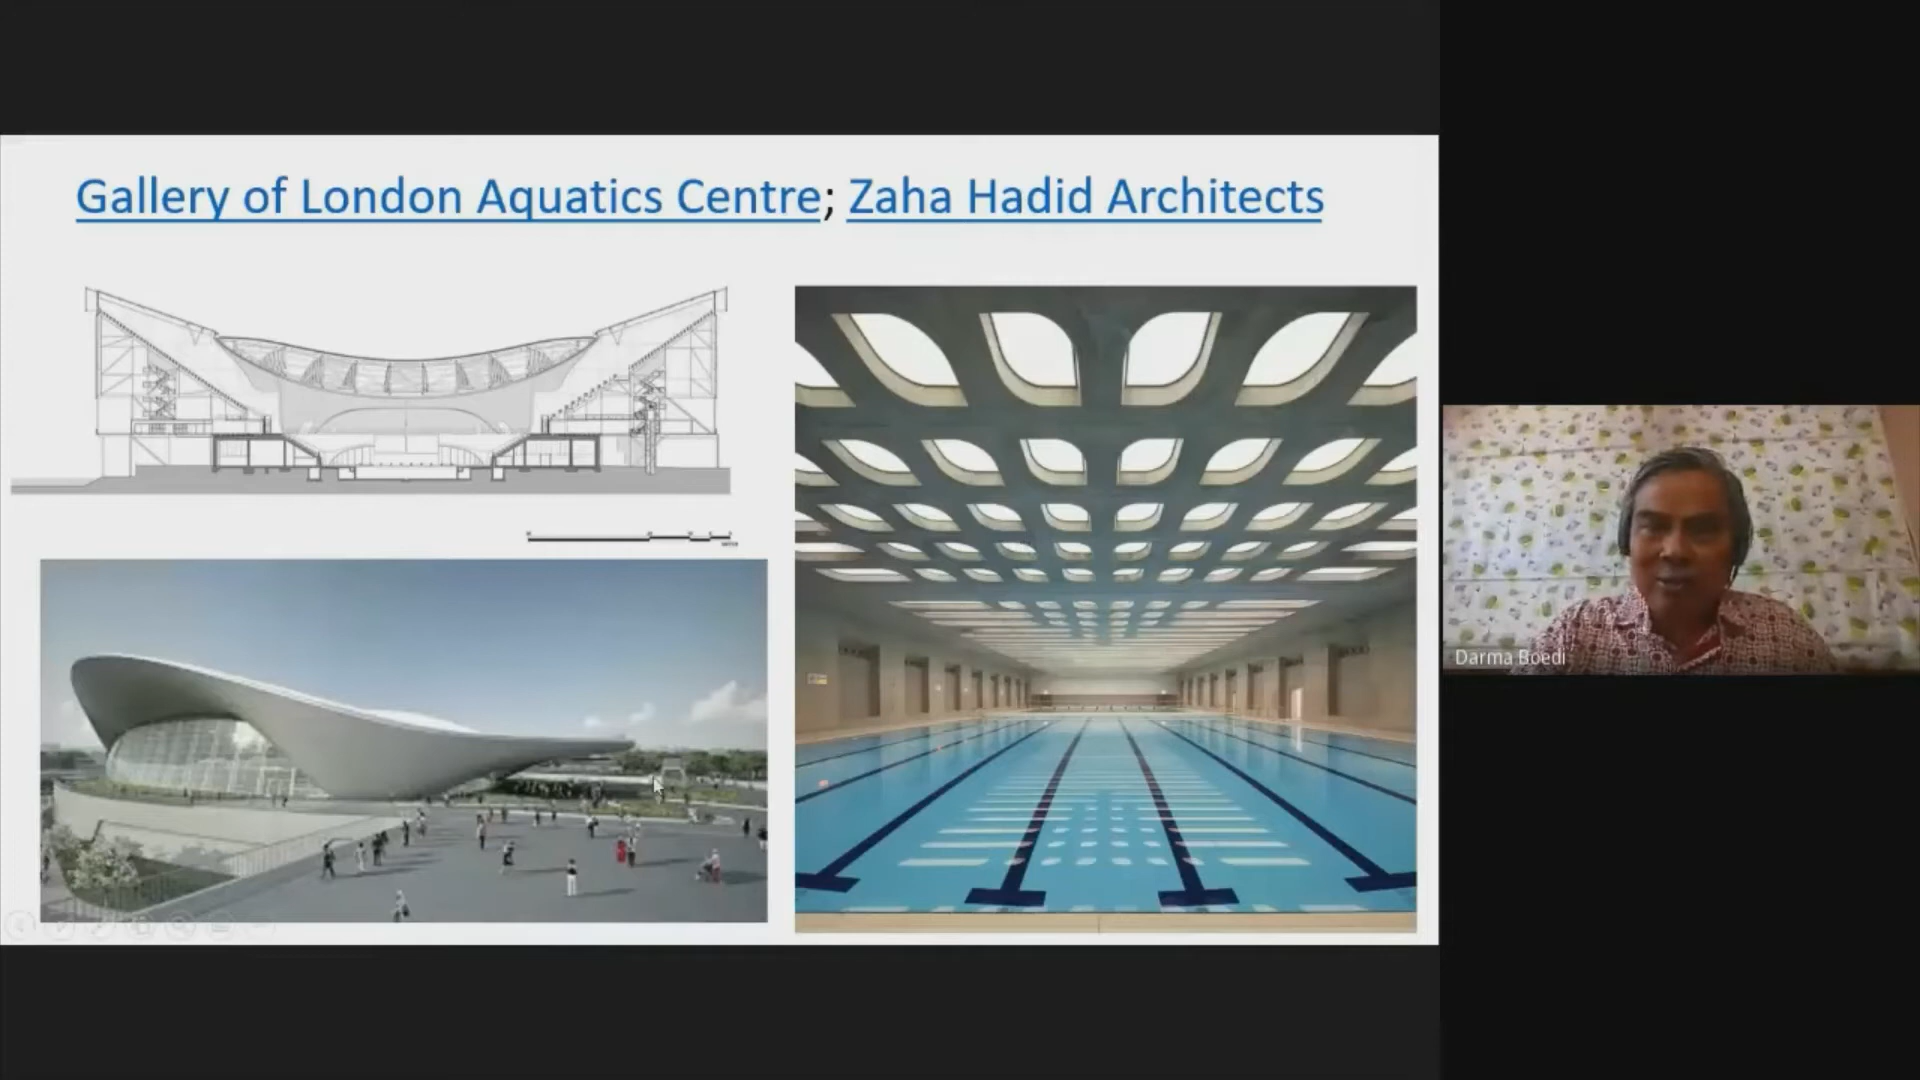 Gallery of London Aquatics Centre; Zaha Hadid Architects
Darma Boedi